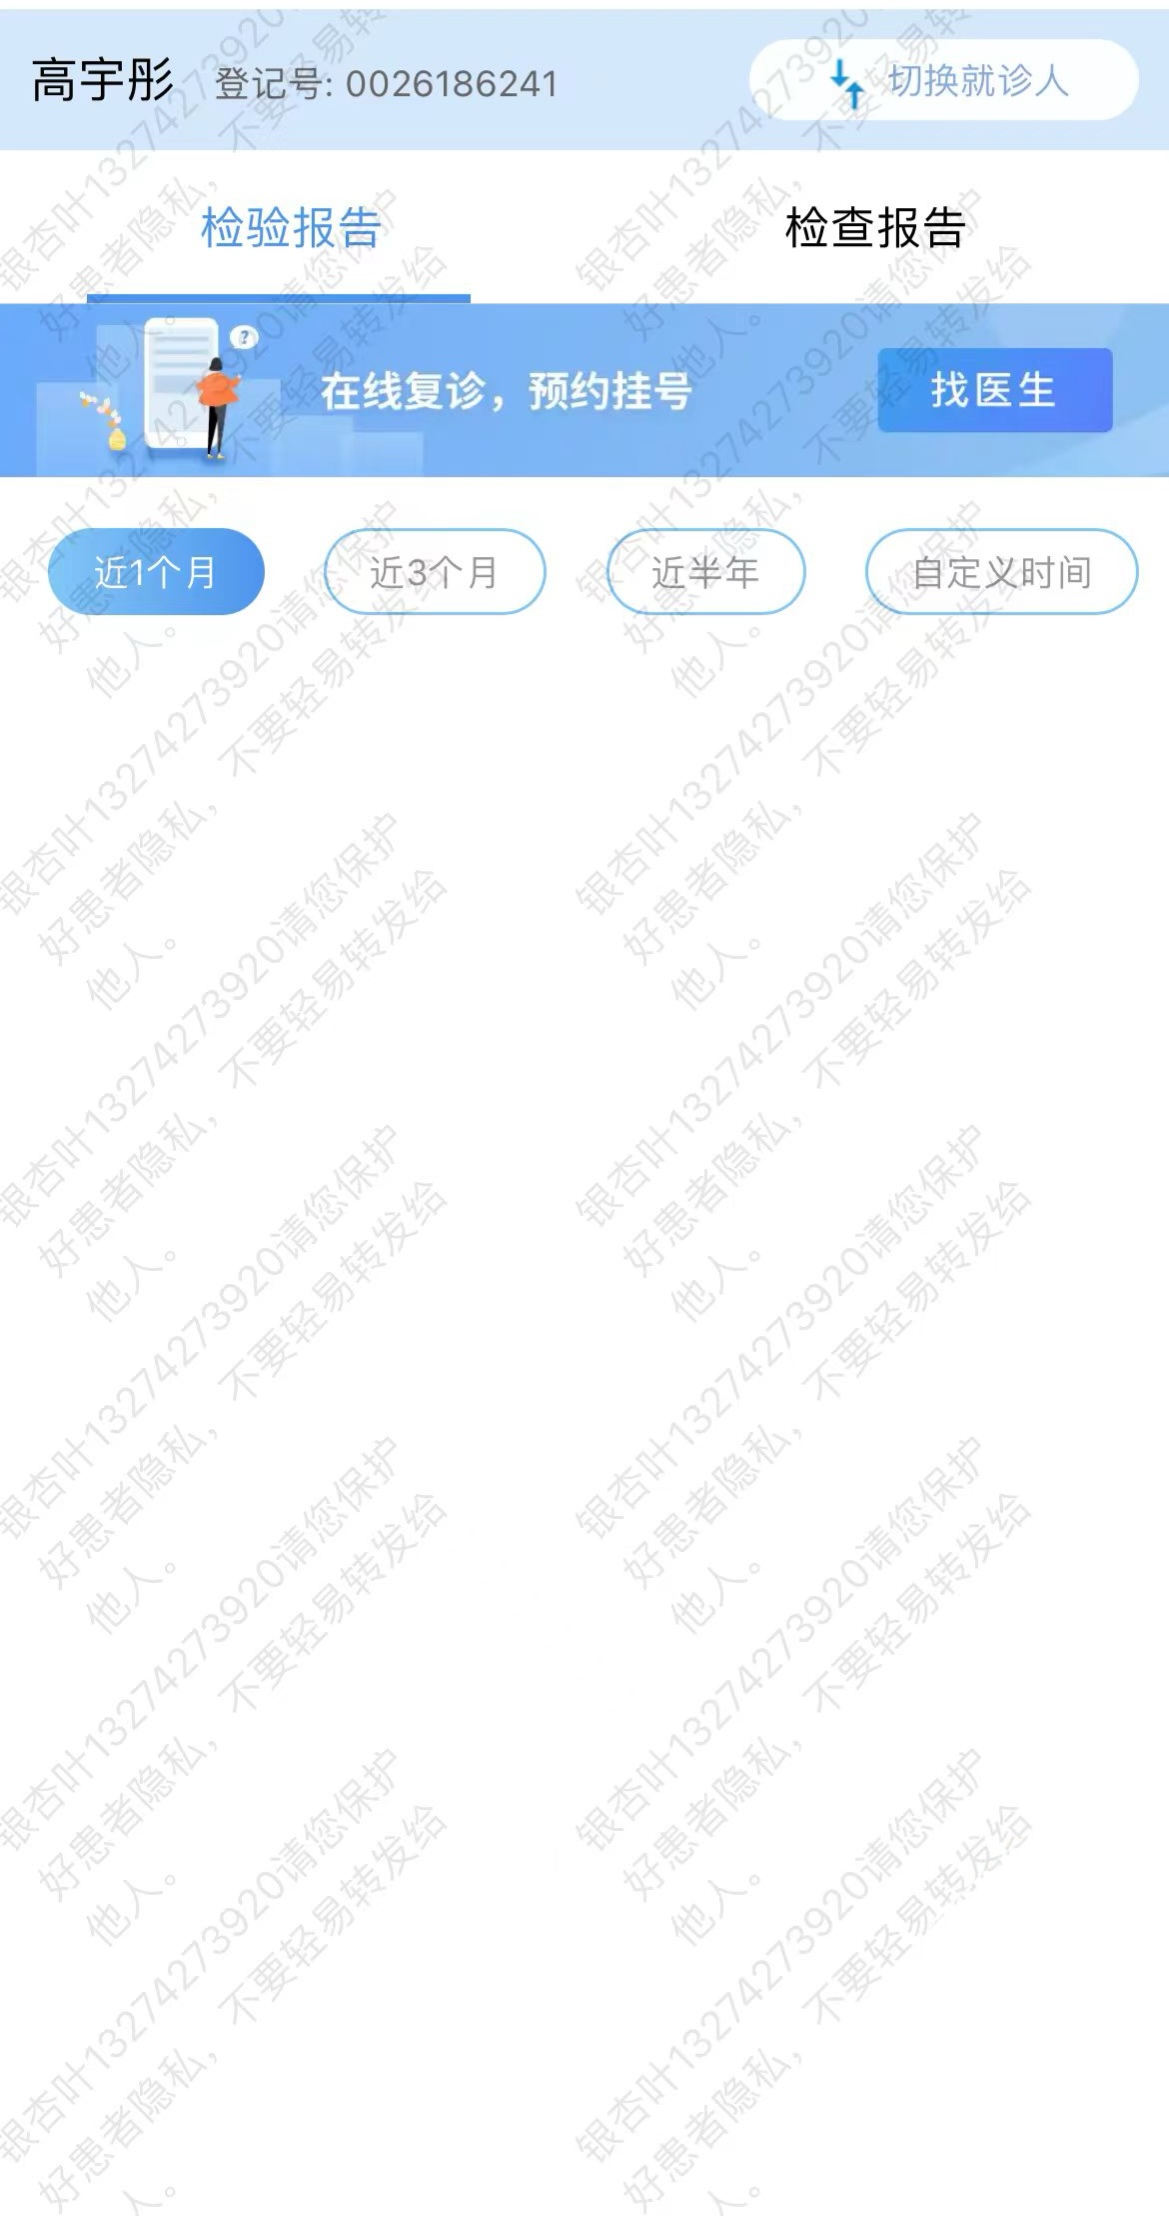 高宇彤 登记号: 0026186241 切换就诊人
检验报告 检查报告
在线复诊，预约挂号 找医生
近1个月 近3个月 近半年 自定义时间
银杏叶13274273920请您保护
好患者隐私，不要轻易转发给
他人。